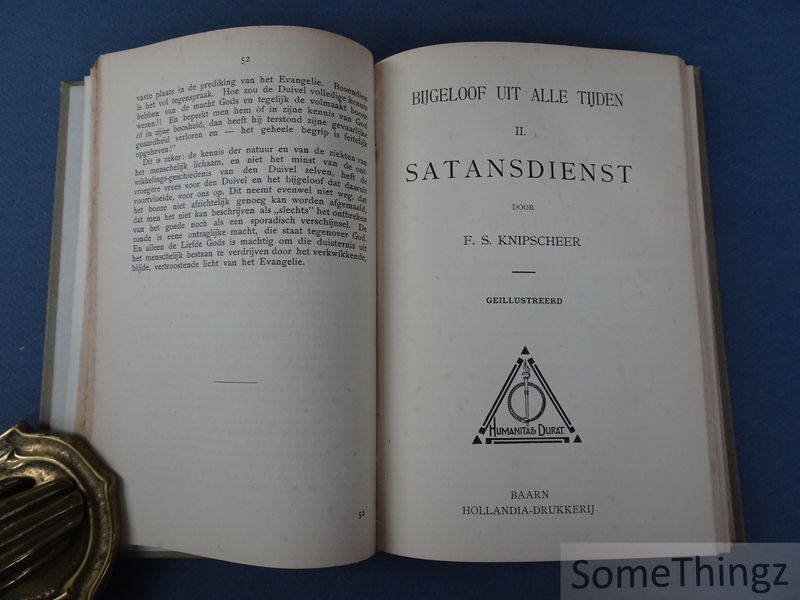 52
vaste plaats in de prediking van het Evangelie. Bovendien
is het vol tegenspraak. Hoe zou de Duivel volledige kennis
hebben van de macht Gods en tegelijk de volmaakt booze
wezen?! En beperkt men hem óf in zijne kennis van God
óf in zijne boosheid, dan heeft hij terstond zijne gevaarlijke
geaardheid verloren en — het geheele begrip is feitelijk
opgeheven!"
Dit is zeker: de kennis der natuur en van de ziekten van
het menschelijk lichaam, en niet het minst van de ont-
wikkelings-geschiedenis van den Duivel zelven, heft de
vroegere vrees voor den Duivel en het bijgeloof dat daaruit
voortvloeide, voor ons op. Dit neemt evenwel niet weg, dat
het booze niet afzichtelijk genoeg kan worden afgemaald,
dat men het niet kan beschrijven als „slechts" het ontbreken
van het goede noch als een sporadisch verschijnsel. De
zonde is eene ontzaglijke macht, die staat tegenover God.
En alleen de Liefde Gods is machtig om die duisternis uit
het menschelijk bestaan te verdrijven door het verkwikkende,
blijde, vertroostende licht van het Evangelie.
50
BIJGELOOF UIT ALLE TIJDEN
II.
SATANSDIENST
DOOR
F. S. KNIPSCHEER
GEILLUSTREERD
HUMANITAS DURAT.
BAARN
HOLLANDIA-DRUKKERIJ
SomeThingz